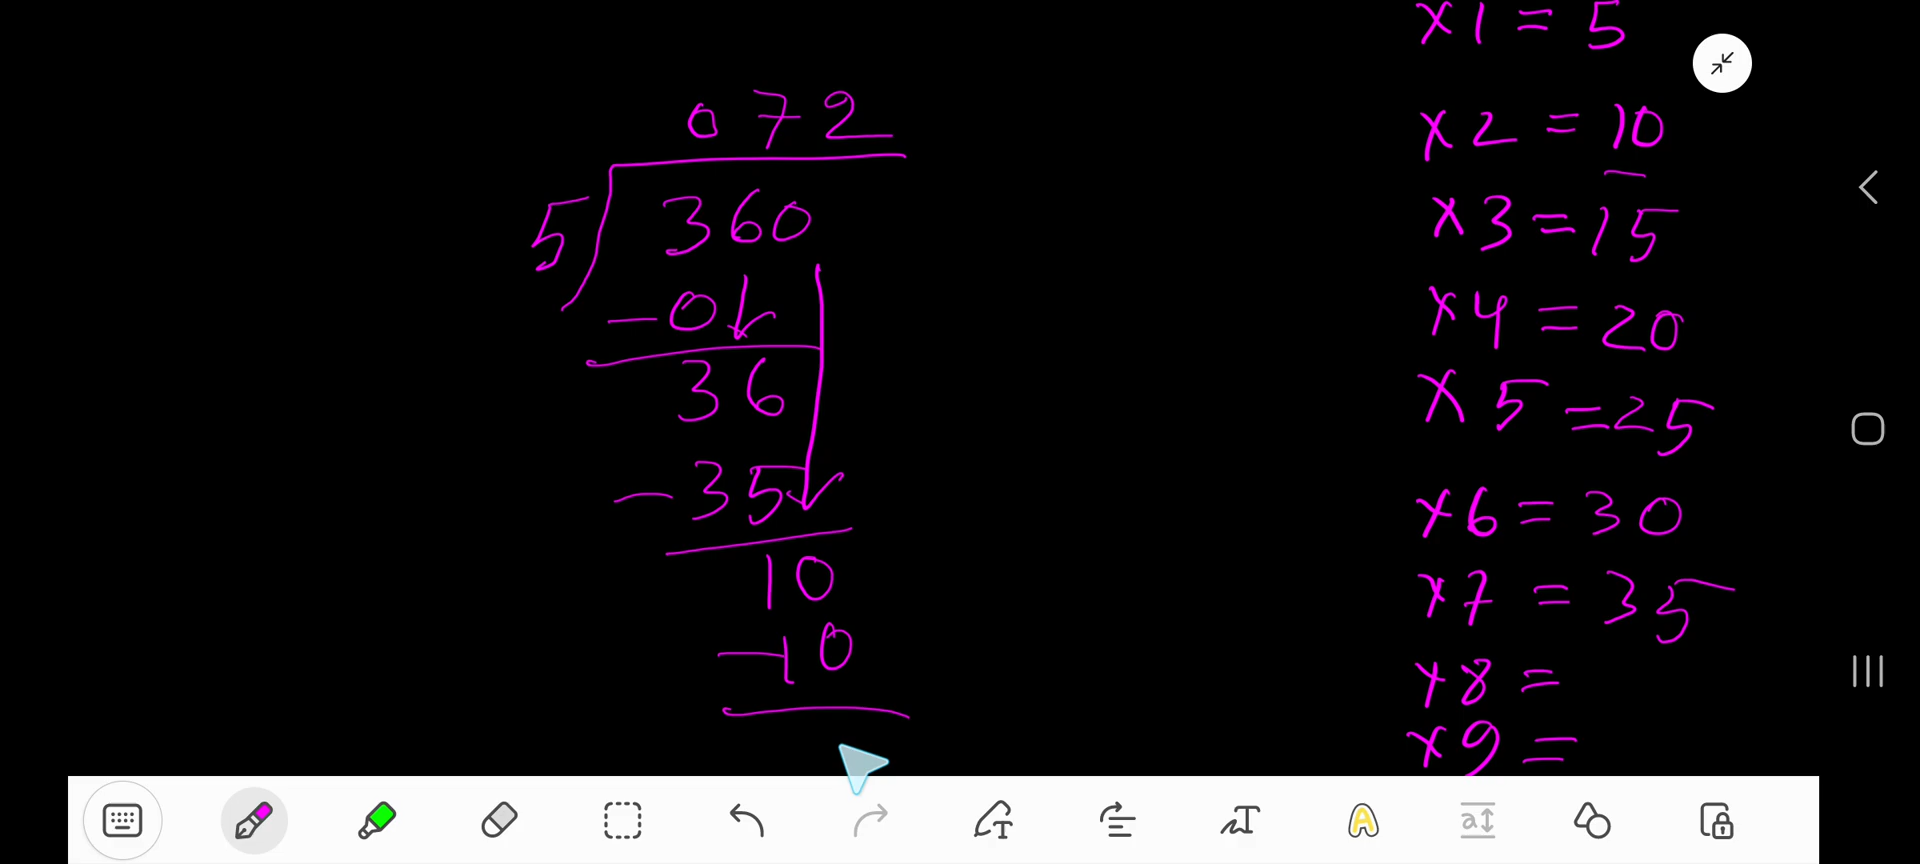 072
5 360
-0
36
-35
10
-10
x1 = 5
x2 = 10
x3 = 15
x4 = 20
x5 = 25
x6 = 30
x7 = 35
x8 =
x9 =